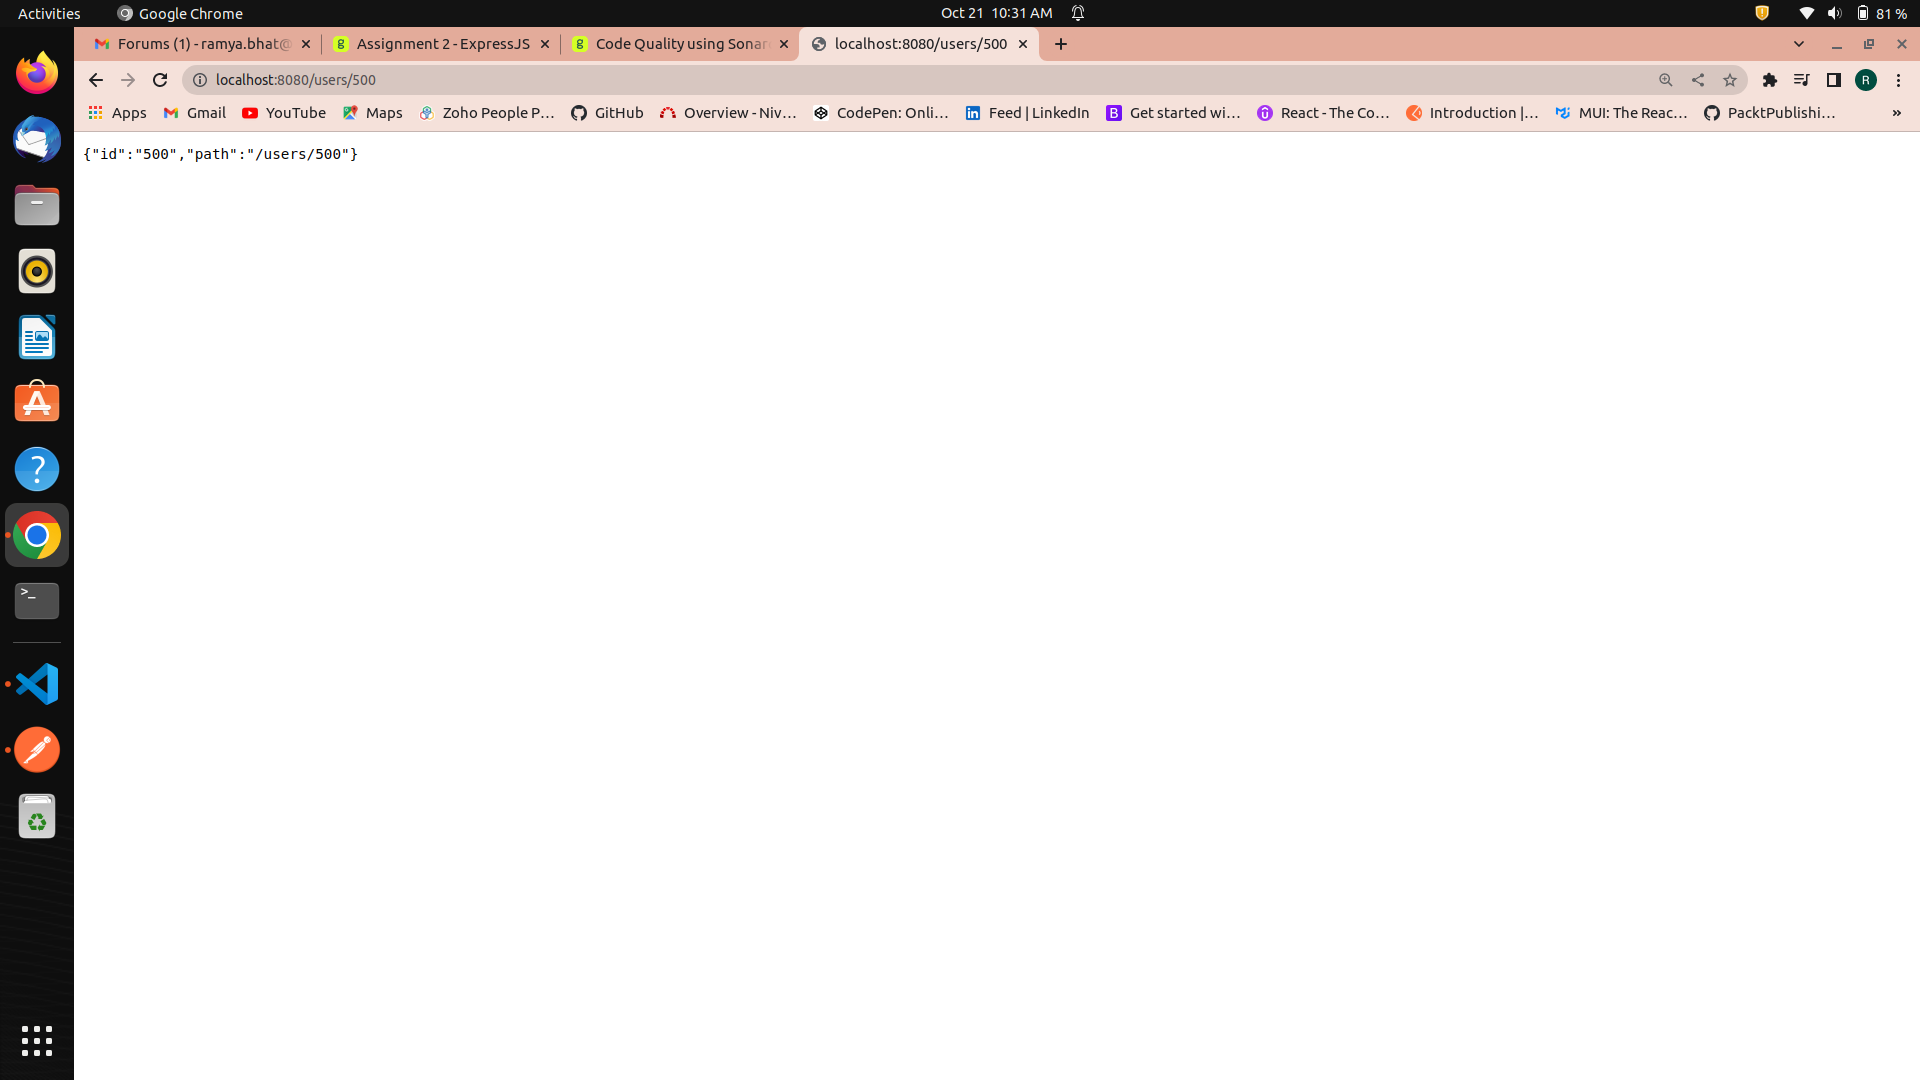 Activities Google Chrome Oct 21 10:31 AM 81 %
Forums (1) - ramya.bhat@ Assignment 2 - ExpressJS Code Quality using Sonar localhost:8080/users/500
localhost:8080/users/500
Apps Gmail YouTube Maps Zoho People P… GitHub Overview - Niv… CodePen: Onli… Feed | LinkedIn Get started wi… React - The Co… Introduction |… MUI: The Reac… PacktPublishi… »
{"id":"500","path":"/users/500"}